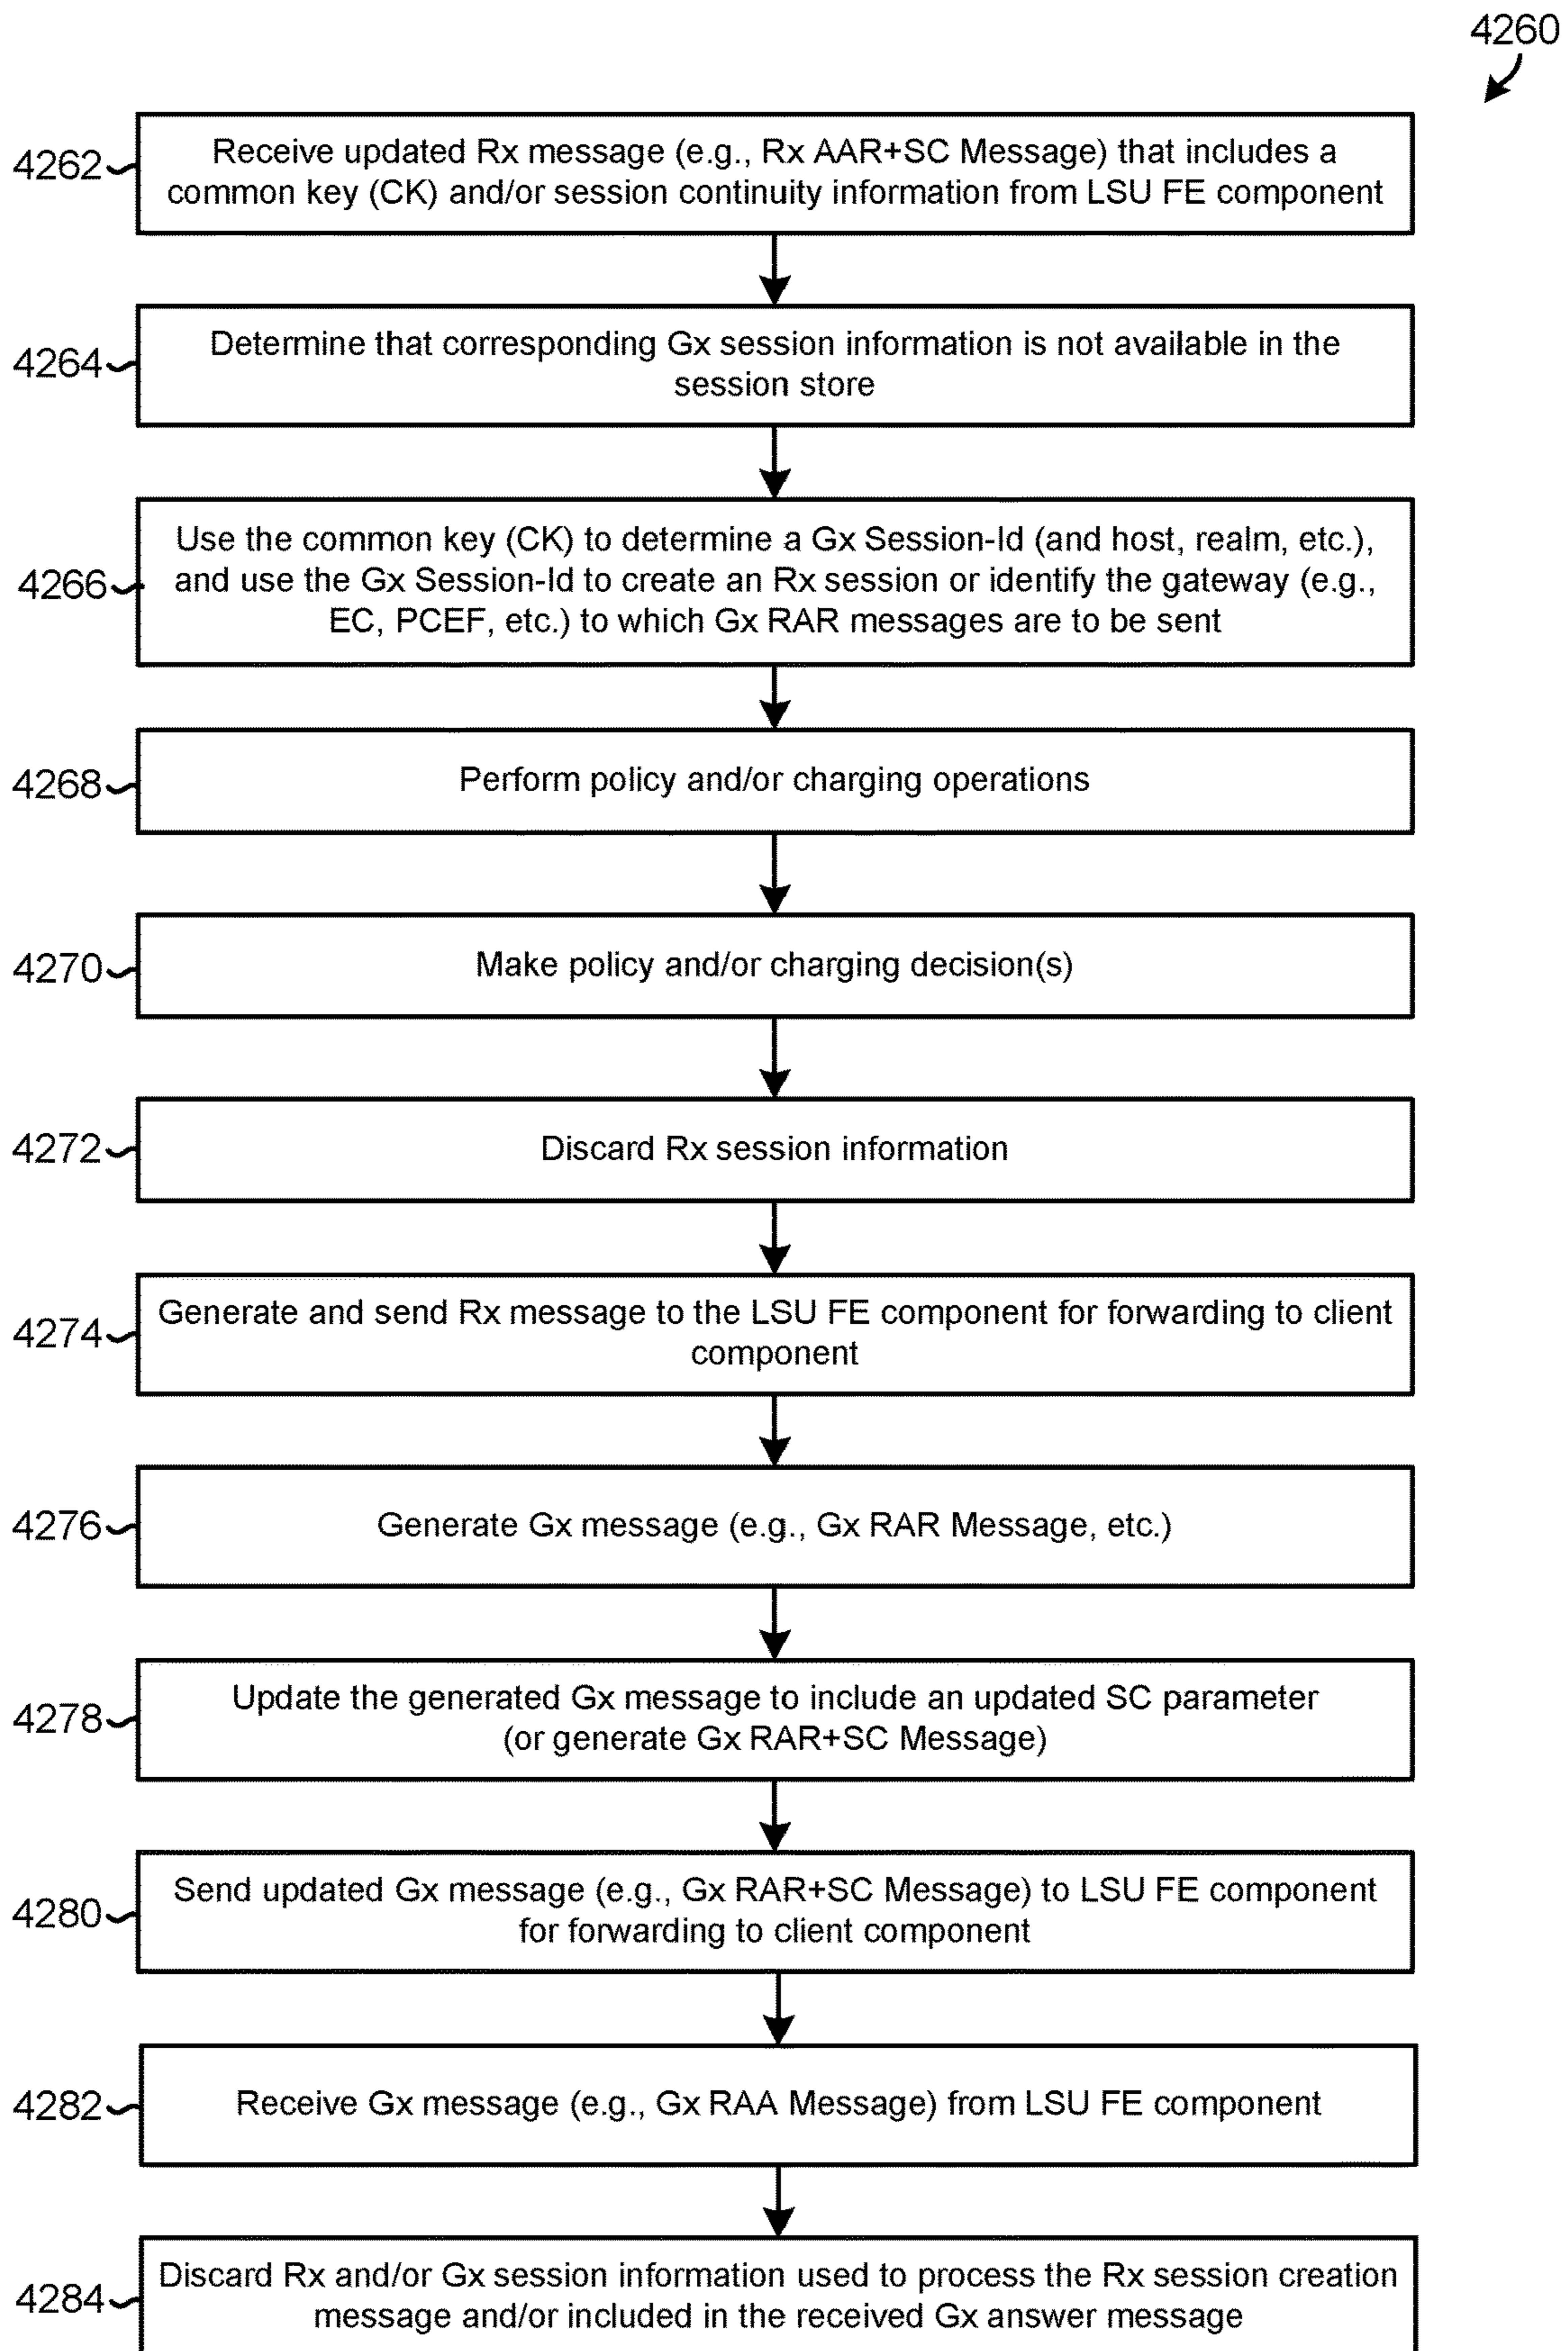 4260
4262
Receive updated Rx message (e.g., Rx AAR+SC Message) that includes a
common key (CK) and/or session continuity information from LSU FE component
4264
Determine that corresponding Gx session information is not available in the
session store
4266
Use the common key (CK) to determine a Gx Session-Id (and host, realm, etc.),
and use the Gx Session-Id to create an Rx session or identify the gateway (e.g.,
EC, PCEF, etc.) to which Gx RAR messages are to be sent
4268
Perform policy and/or charging operations
4270
Make policy and/or charging decision(s)
4272
Discard Rx session information
4274
Generate and send Rx message to the LSU FE component for forwarding to client
component
4276
Generate Gx message (e.g., Gx RAR Message, etc.)
4278
Update the generated Gx message to include an updated SC parameter
(or generate Gx RAR+SC Message)
4280
Send updated Gx message (e.g., Gx RAR+SC Message) to LSU FE component
for forwarding to client component
4282
Receive Gx message (e.g., Gx RAA Message) from LSU FE component
4284
Discard Rx and/or Gx session information used to process the Rx session creation
message and/or included in the received Gx answer message